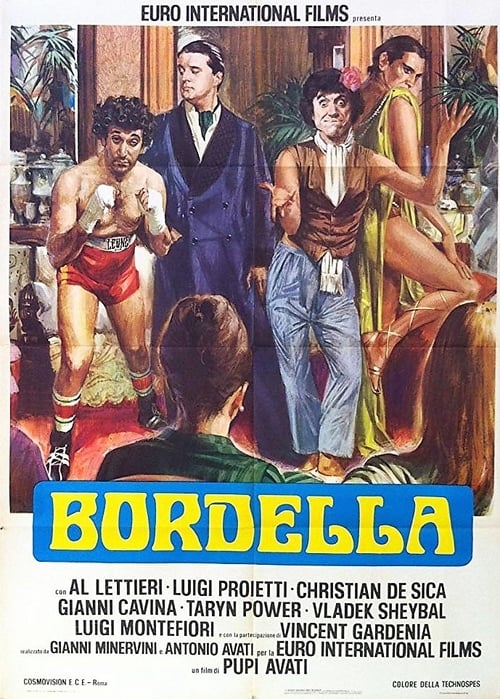 EURO INTERNATIONAL FILMS presenta
LEONE
BORDELLA
con AL LETTIERI · LUIGI PROIETTI · CHRISTIAN DE SICA
GIANNI CAVINA · TARYN POWER · VLADEK SHEYBAL
LUIGI MONTEFIORI e con la partecipazione di VINCENT GARDENIA
realizzato da GIANNI MINERVINI e ANTONIO AVATI per la EURO INTERNATIONAL FILMS
un film di PUPI AVATI
COSMOVISION E.C.E. - Roma
COLORE DELLA TECHNOSPES